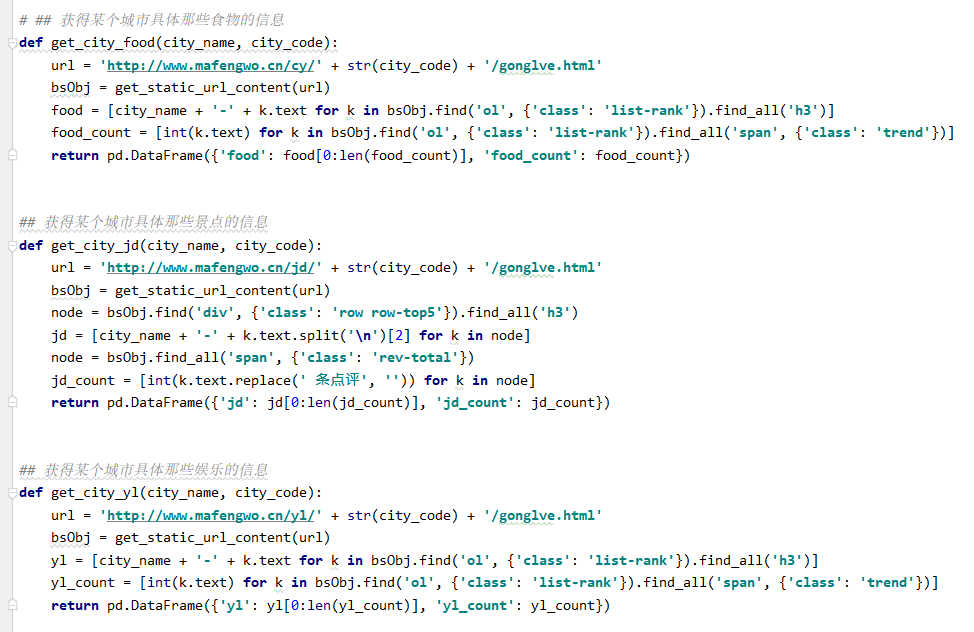 # ## 获得某个城市具体那些食物的信息
def get_city_food(city_name, city_code):
    url = 'http://www.mafengwo.cn/cy/' + str(city_code) + '/gonglve.html'
    bsObj = get_static_url_content(url)
    food = [city_name + '-' + k.text for k in bsObj.find('ol', {'class': 'list-rank'}).find_all('h3')]
    food_count = [int(k.text) for k in bsObj.find('ol', {'class': 'list-rank'}).find_all('span', {'class': 'trend'})]
    return pd.DataFrame({'food': food[0:len(food_count)], 'food_count': food_count})
## 获得某个城市具体那些景点的信息
def get_city_jd(city_name, city_code):
    url = 'http://www.mafengwo.cn/jd/' + str(city_code) + '/gonglve.html'
    bsObj = get_static_url_content(url)
    node = bsObj.find('div', {'class': 'row row-top5'}).find_all('h3')
    jd = [city_name + '-' + k.text.split('\n')[2] for k in node]
    node = bsObj.find_all('span', {'class': 'rev-total'})
    jd_count = [int(k.text.replace(' 条点评', '')) for k in node]
    return pd.DataFrame({'jd': jd[0:len(jd_count)], 'jd_count': jd_count})
## 获得某个城市具体那些娱乐的信息
def get_city_yl(city_name, city_code):
    url = 'http://www.mafengwo.cn/yl/' + str(city_code) + '/gonglve.html'
    bsObj = get_static_url_content(url)
    yl = [city_name + '-' + k.text for k in bsObj.find('ol', {'class': 'list-rank'}).find_all('h3')]
    yl_count = [int(k.text) for k in bsObj.find('ol', {'class': 'list-rank'}).find_all('span', {'class': 'trend'})]
    return pd.DataFrame({'yl': yl[0:len(yl_count)], 'yl_count': yl_count})